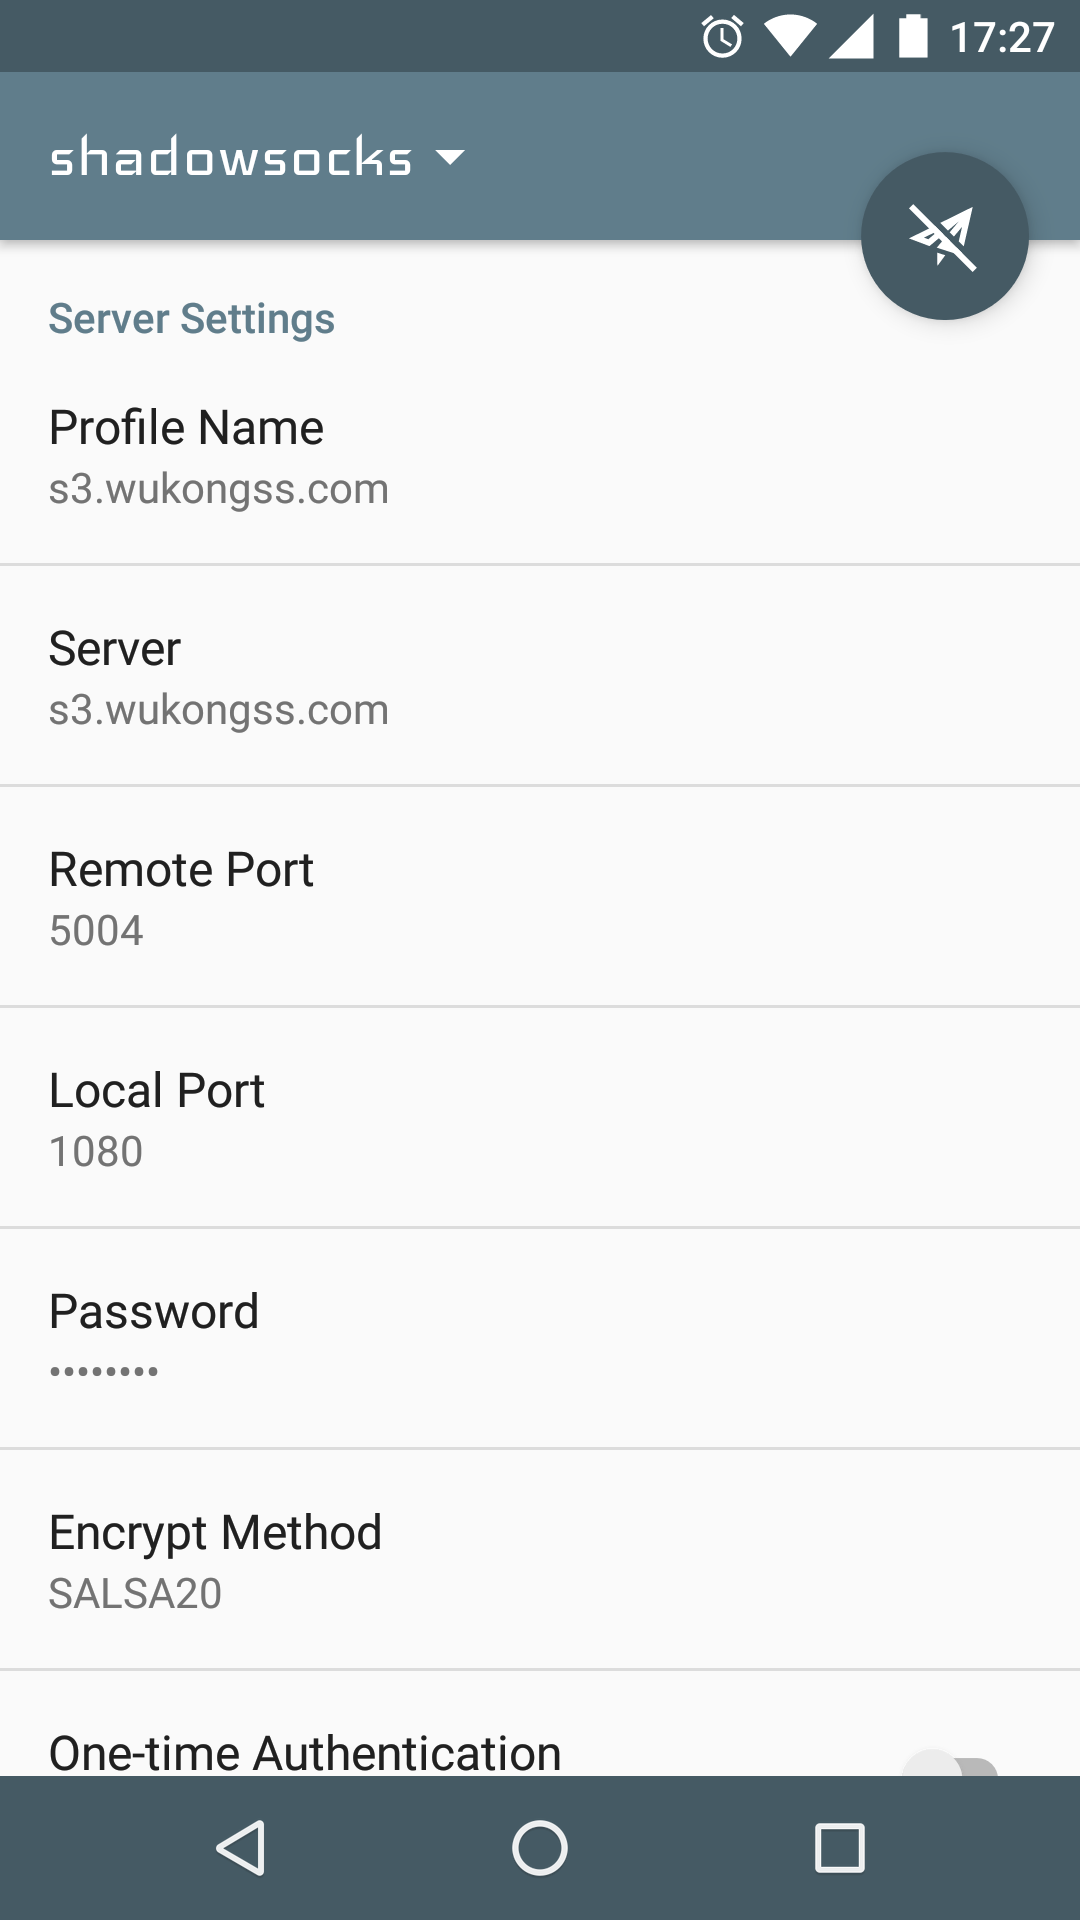 17:27
shadowsocks
Server Settings
Profile Name
s3.wukongss.com
Server
s3.wukongss.com
Remote Port
5004
Local Port
1080
Password
••••••••
Encrypt Method
SALSA20
One-time Authentication